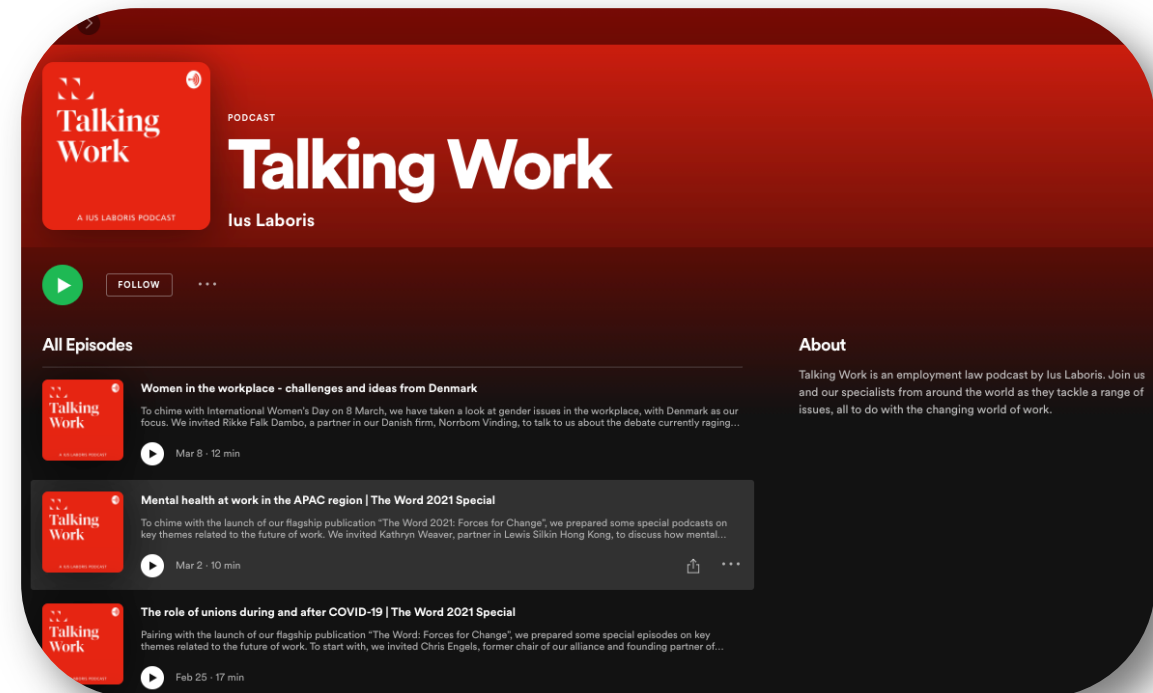 Talking
Work
A IUS LABORIS PODCAST
PODCAST
Talking Work
Ius Laboris
FOLLOW
All Episodes
Talking
Work
A IUS LABORIS PODCAST
Women in the workplace - challenges and ideas from Denmark
To chime with International Women's Day on 8 March, we have taken a look at gender issues in the workplace, with Denmark as our
focus. We invited Rikke Falk Dambo, a partner in our Danish firm, Norrbom Vinding, to talk to us about the debate currently raging...
Mar 8 · 12 min
Talking
Work
A IUS LABORIS PODCAST
Mental health at work in the APAC region | The Word 2021 Special
To chime with the launch of our flagship publication "The Word 2021: Forces for Change", we prepared some special podcasts on
key themes related to the future of work. We invited Kathryn Weaver, partner in Lewis Silkin Hong Kong, to discuss how mental...
Mar 2 · 10 min
Talking
Work
A IUS LABORIS PODCAST
The role of unions during and after COVID-19 | The Word 2021 Special
Pairing with the launch of our flagship publication "The Word: Forces for Change", we prepared some special episodes on key
themes related to the future of work. To start with, we invited Chris Engels, former chair of our alliance and founding partner of...
Feb 25 · 17 min
About
Talking Work is an employment law podcast by Ius Laboris. Join us
and our specialists from around the world as they tackle a range of
issues, all to do with the changing world of work.